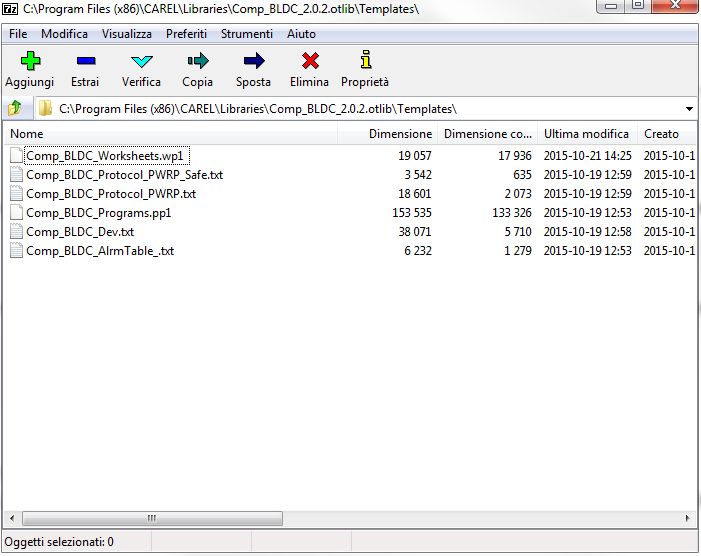 7z C:\Program Files (x86)\CAREL\Libraries\Comp_BLDC_2.0.2.otlib\Templates\
File Modifica Visualizza Preferiti Strumenti Aiuto
Aggiungi Estrai Verifica Copia Sposta Elimina Proprietà
C:\Program Files (x86)\CAREL\Libraries\Comp_BLDC_2.0.2.otlib\Templates\
Nome Dimensione Dimensione co... Ultima modifica Creato
Comp_BLDC_Worksheets.wp1 19 057 17 936 2015-10-21 14:25 2015-10-1
Comp_BLDC_Protocol_PWRP_Safe.txt 3 542 635 2015-10-19 12:59 2015-10-1
Comp_BLDC_Protocol_PWRP.txt 18 601 2 073 2015-10-19 12:59 2015-10-1
Comp_BLDC_Programs.pp1 153 535 133 326 2015-10-19 12:53 2015-10-1
Comp_BLDC_Dev.txt 38 071 5 710 2015-10-19 12:58 2015-10-1
Comp_BLDC_AlrmTable_.txt 6 232 1 279 2015-10-19 12:53 2015-10-1
Oggetti selezionati: 0